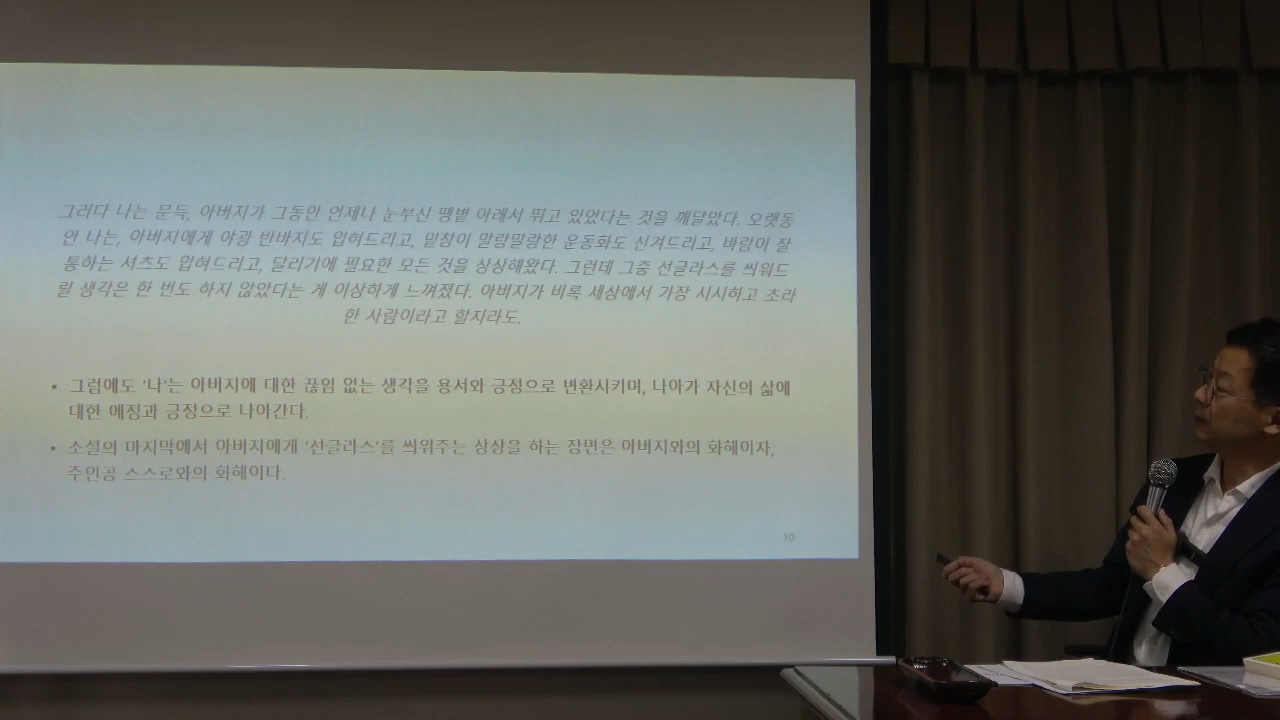 그러다 나는 문득, 아버지가 그동안 언제나 눈부신 땡볕 아래서 뛰고 있었다는 것을 깨달았다. 오랫동
안 나는, 아버지에게 야광 반바지도 입혀드리고, 밑창이 말랑말랑한 운동화도 신겨드리고, 바람이 잘
통하는 셔츠도 입혀드리고, 달리기에 필요한 모든 것을 상상해왔다. 그런데 그중 선글라스를 씌워드
릴 생각은 한 번도 하지 않았다는 게 이상하게 느껴졌다. 아버지가 비록 세상에서 가장 시시하고 초라
한 사람이라고 할지라도.
• 그럼에도 '나'는 아버지에 대한 끊임 없는 생각을 용서와 긍정으로 변환시키며, 나아가 자신의 삶에
대한 애정과 긍정으로 나아간다.
• 소설의 마지막에서 아버지에게 '선글라스'를 씌워주는 상상을 하는 장면은 아버지와의 화해이자,
주인공 스스로와의 화해이다.
10